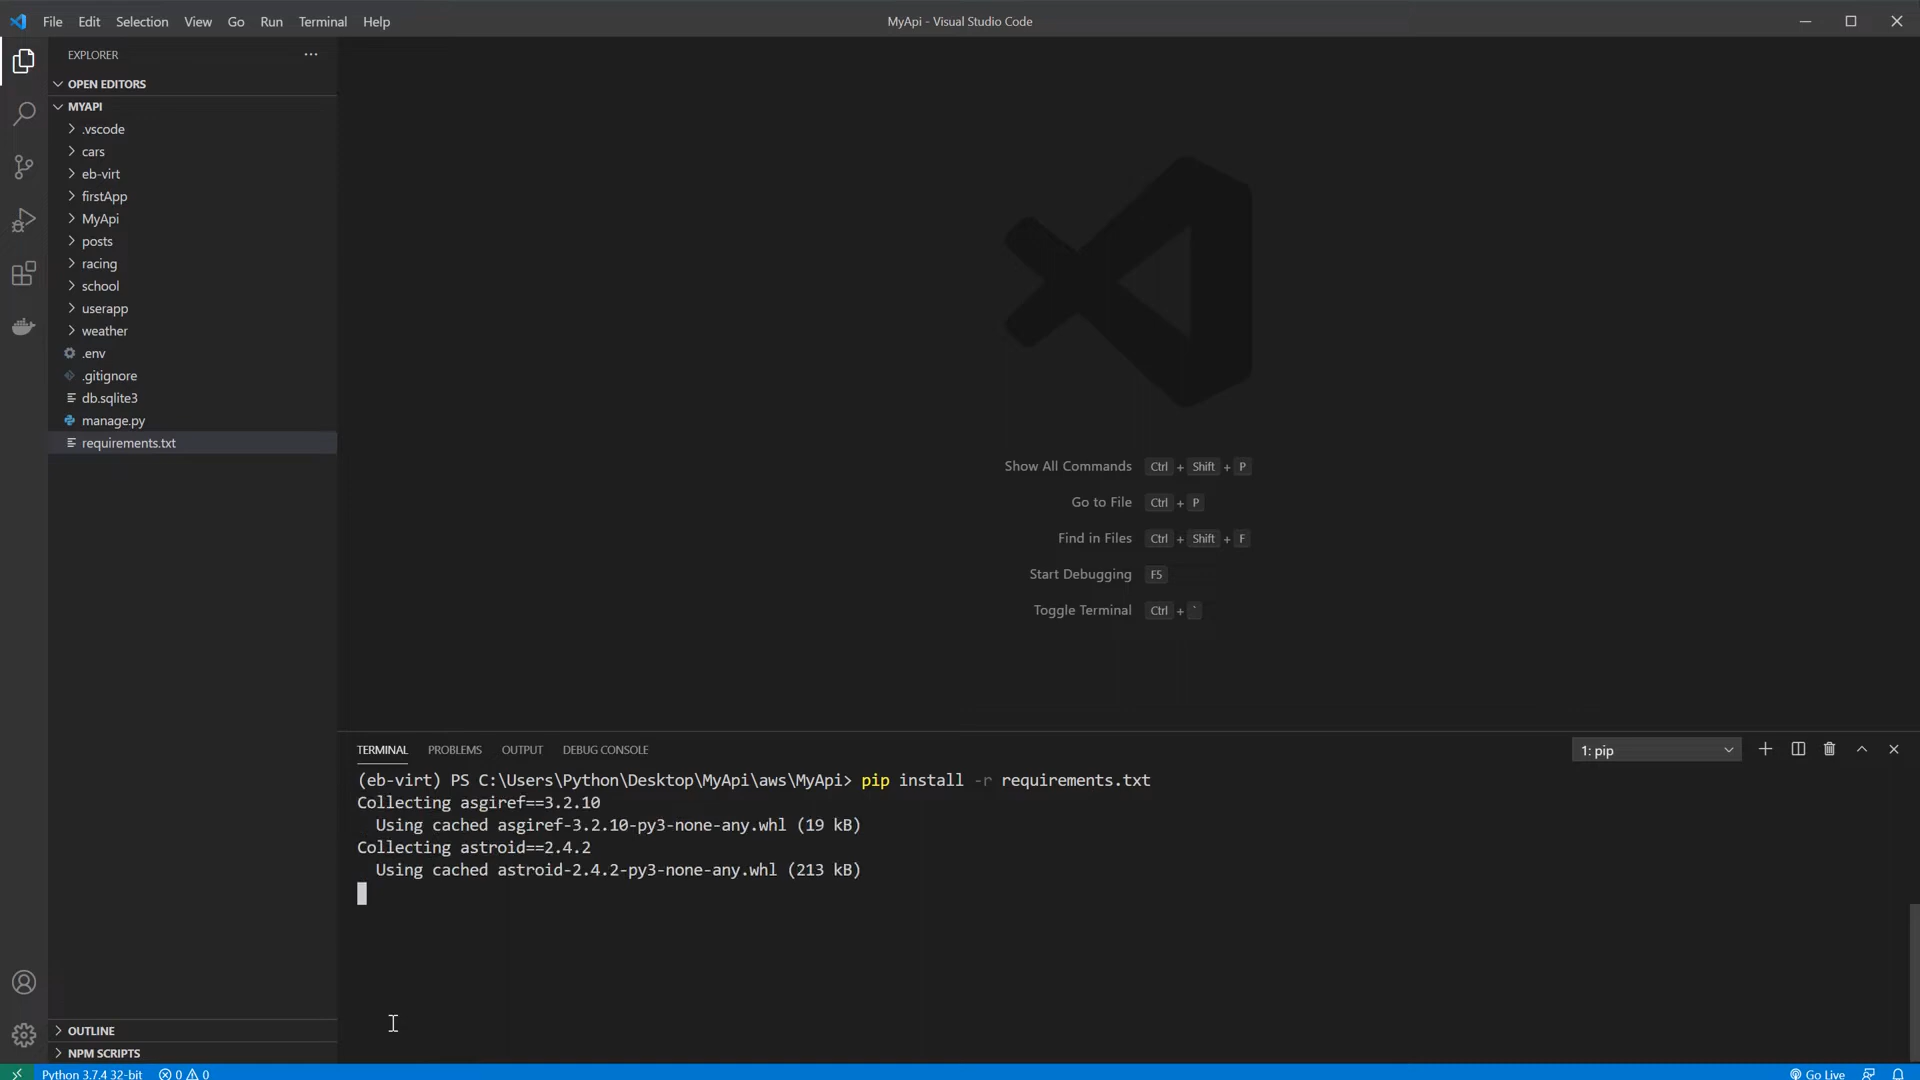 File Edit Selection View Go Run Terminal Help
MyApi - Visual Studio Code
EXPLORER
OPEN EDITORS
MYAPI
.vscode
cars
eb-virt
firstApp
MyApi
posts
racing
school
userapp
weather
.env
.gitignore
db.sqlite3
manage.py
requirements.txt
OUTLINE
NPM SCRIPTS
Show All Commands Ctrl + Shift + P
Go to File Ctrl + P
Find in Files Ctrl + Shift + F
Start Debugging F5
Toggle Terminal Ctrl + `
TERMINAL PROBLEMS OUTPUT DEBUG CONSOLE
1: pip
(eb-virt) PS C:\Users\Python\Desktop\MyApi\aws\MyApi> pip install -r requirements.txt
Collecting asgiref==3.2.10
Using cached asgiref-3.2.10-py3-none-any.whl (19 kB)
Collecting astroid==2.4.2
Using cached astroid-2.4.2-py3-none-any.whl (213 kB)
Python 3.7.4 32-bit 0 0
Go Live